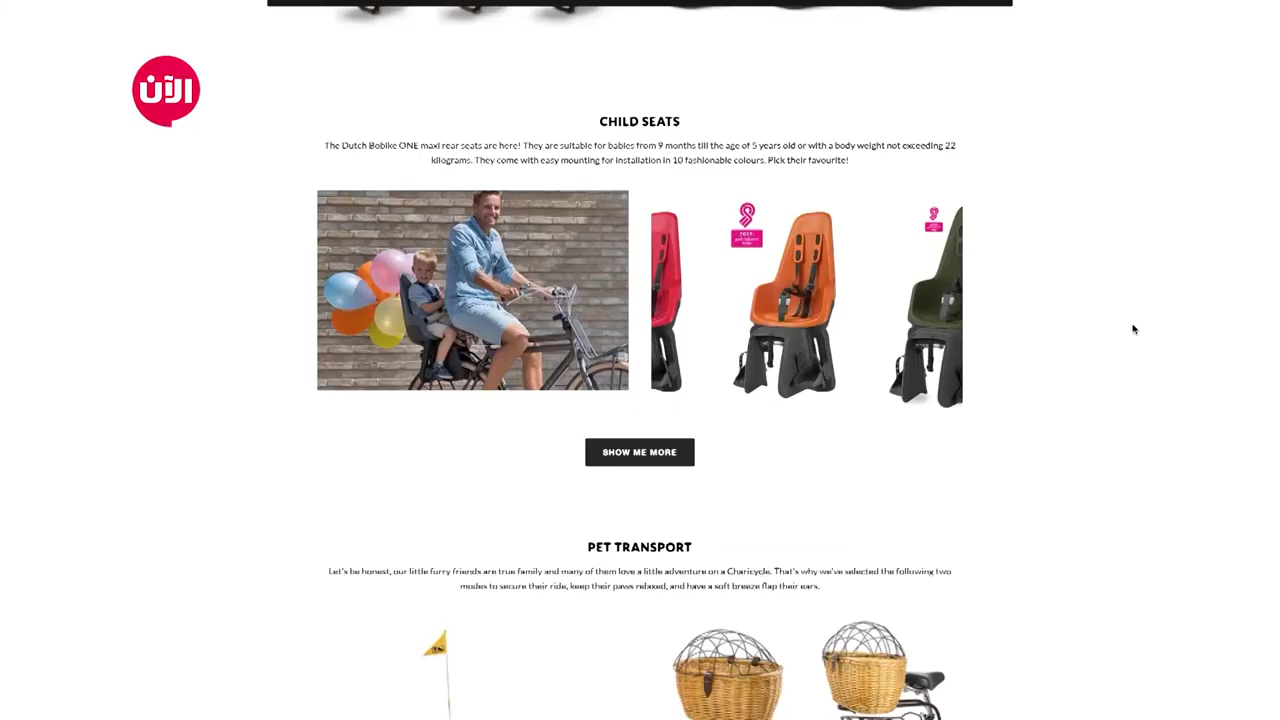 الآن
CHILD SEATS
The Dutch Bobike ONE maxi rear seats are here! They are suitable for babies from 9 months till the age of 5 years old or with a body weight not exceeding 22
kilograms. They come with easy mounting for installation in 10 fashionable colours. Pick their favourite!
SHOW ME MORE
PET TRANSPORT
Let's be honest, our little furry friends are true family and many of them love a little adventure on a Charicycle. That's why we've selected the following two
modes to secure their ride, keep their paws relaxed, and have a soft breeze flap their ears.